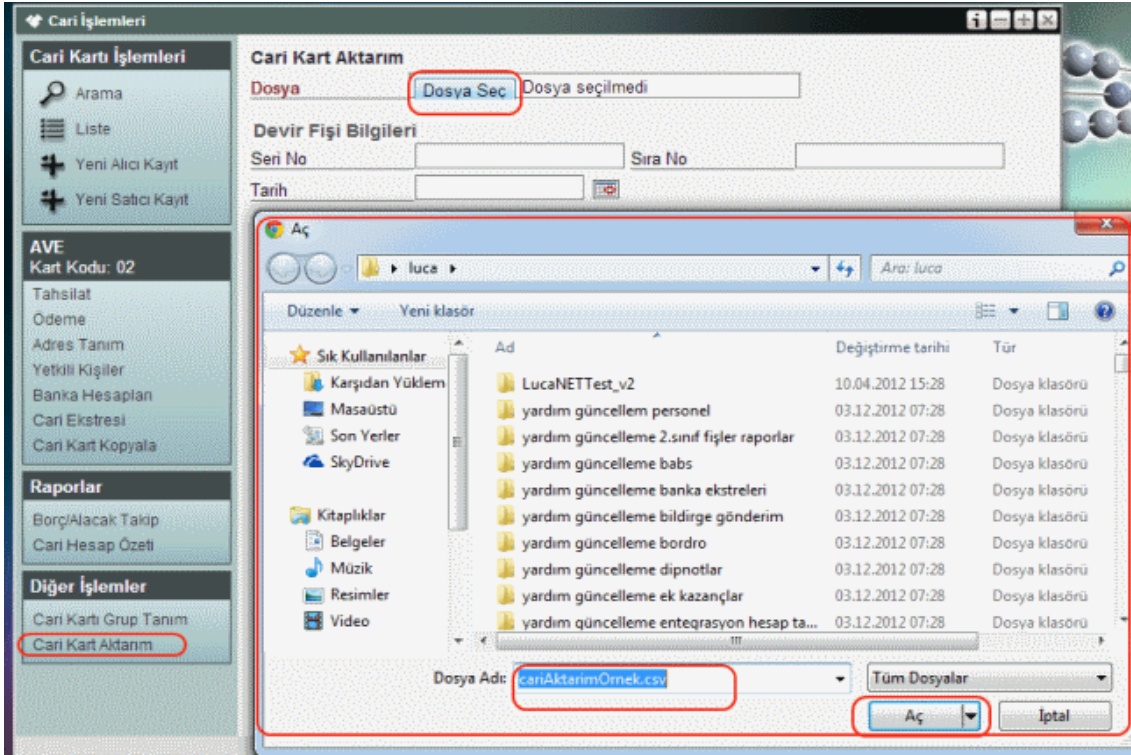 Cari İşlemleri
Cari Kartı İşlemleri
Arama
Liste
Yeni Alıcı Kayıt
Yeni Satıcı Kayıt
AVE
Kart Kodu: 02
Tahsilat
Ödeme
Adres Tanım
Yetkili Kişiler
Banka Hesapları
Cari Ekstresi
Cari Kart Kopyala
Raporlar
Borç/Alacak Takip
Cari Hesap Özeti
Diğer İşlemler
Cari Kartı Grup Tanım
Cari Kart Aktarım
Cari Kart Aktarım
Dosya Dosya Seç Dosya seçilmedi
Devir Fişi Bilgileri
Seri No Sıra No
Tarih
Aç
luca Ara: luca
Düzenle Yeni klasör
Sık Kullanılanlar
Karşıdan Yüklem
Masaüstü
Son Yerler
SkyDrive
Kitaplıklar
Belgeler
Müzik
Resimler
Video
Ad Değiştirme tarihi Tür
LucaNETTest_v2 10.04.2012 15:28 Dosya klasörü
yardım güncellem personel 03.12.2012 07:28 Dosya klasörü
yardım güncelleme 2.sınıf fişler raporlar 03.12.2012 07:28 Dosya klasörü
yardım güncelleme babs 03.12.2012 07:28 Dosya klasörü
yardım güncelleme banka ekstreleri 03.12.2012 07:28 Dosya klasörü
yardım güncelleme bildirge gönderim 03.12.2012 07:28 Dosya klasörü
yardım güncelleme bordro 03.12.2012 07:28 Dosya klasörü
yardım güncelleme dipnotlar 03.12.2012 07:28 Dosya klasörü
yardım güncelleme ek kazançlar 03.12.2012 07:28 Dosya klasörü
yardım güncelleme entegrasyon hesap ta... 03.12.2012 07:28 Dosya klasörü
Dosya Adı: cariAktarimOrnek.csv Tüm Dosyalar
Aç İptal